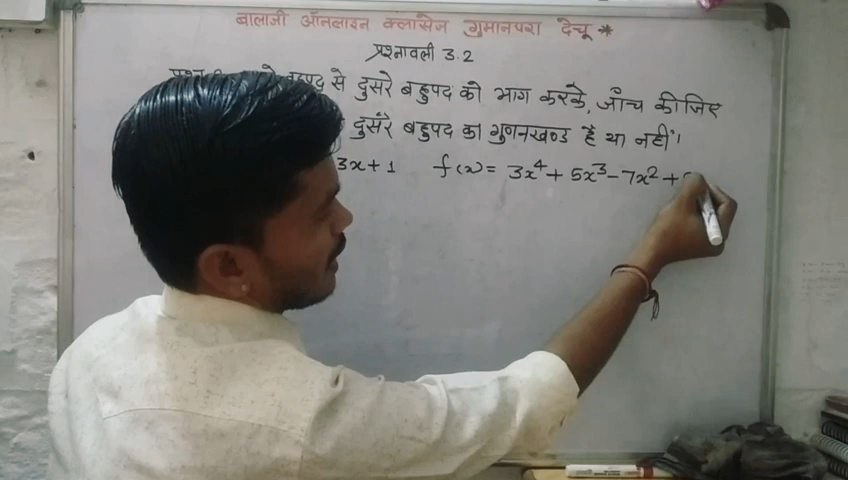 बालाजी ऑनलाइन क्लासेज गुमानपरा देचू *
प्रश्नावली 3.2
से दुसरे बहुपद को भाग करके, जाँच कीजिए
दुसरे बहुपद का गुणनखण्ड है या नहीं।
3x+1 f(x) = 3x⁴ + 5x³ - 7x² +